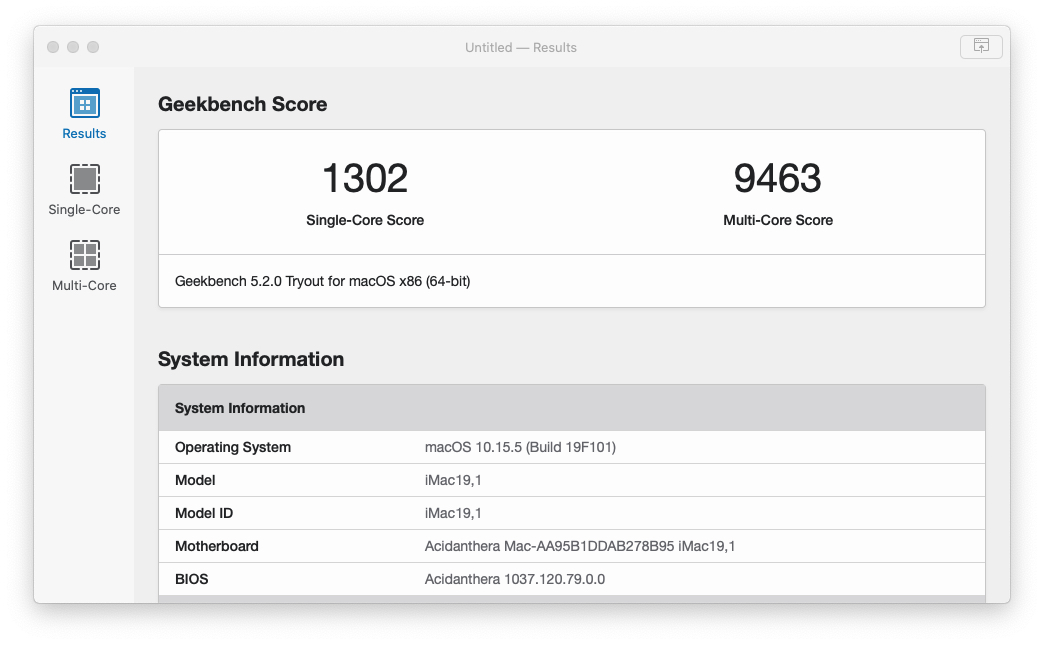 Untitled — Results
Results
Single-Core
Multi-Core
Geekbench Score
1302
Single-Core Score
9463
Multi-Core Score
Geekbench 5.2.0 Tryout for macOS x86 (64-bit)
System Information
System Information
Operating System macOS 10.15.5 (Build 19F101)
Model iMac19,1
Model ID iMac19,1
Motherboard Acidanthera Mac-AA95B1DDAB278B95 iMac19,1
BIOS Acidanthera 1037.120.79.0.0